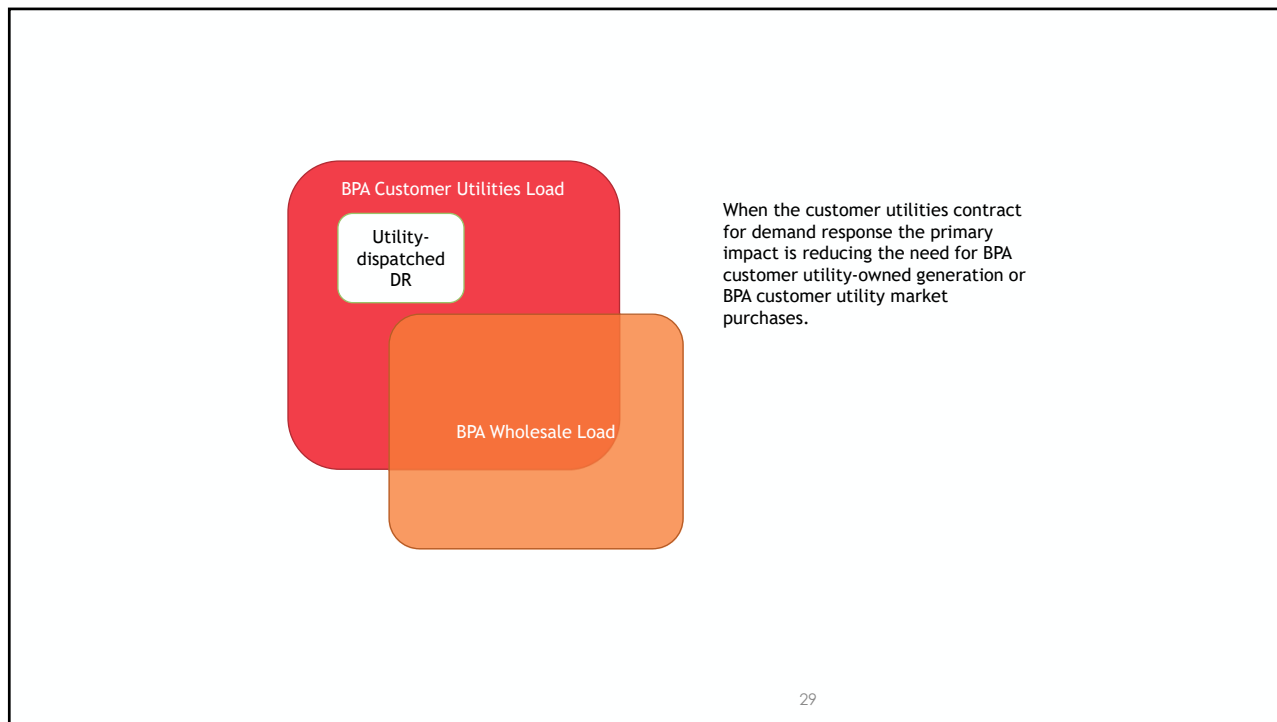 BPA Customer Utilities Load
Utility-
dispatched
DR
BPA Wholesale Load
When the customer utilities contract
for demand response the primary
impact is reducing the need for BPA
customer utility-owned generation or
BPA customer utility market
purchases.
29